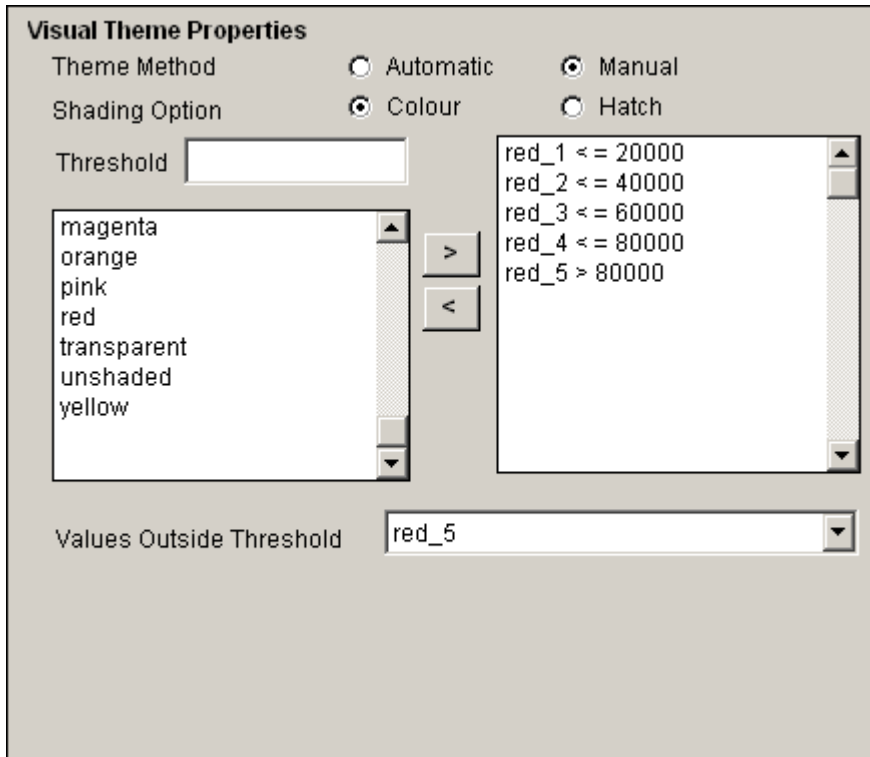 Visual Theme Properties
Theme Method Automatic Manual
Shading Option Colour Hatch
Threshold
magenta
orange
pink
red
transparent
unshaded
yellow
>
<
red_1 < = 20000
red_2 < = 40000
red_3 < = 60000
red_4 < = 80000
red_5 > 80000
Values Outside Threshold red_5